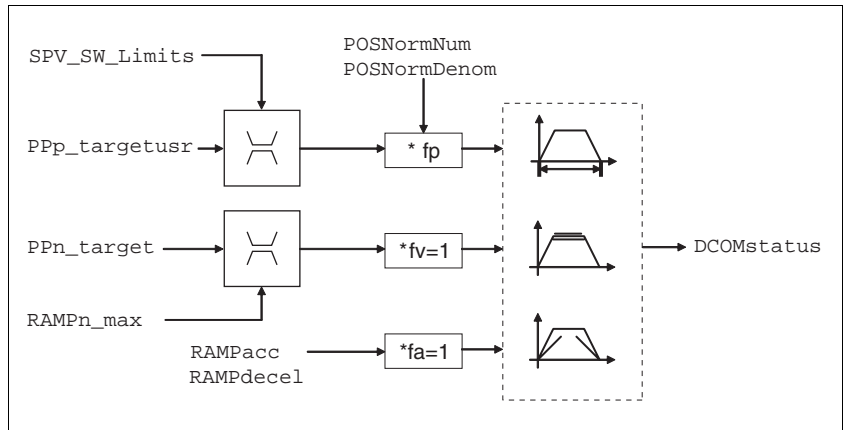 SPV_SW_Limits
POSNormNum
POSNormDenom
PPp_targetusr
* fp
PPn_target
*fv=1
DCOMstatus
RAMPn_max
RAMPacc
RAMPdecel
*fa=1